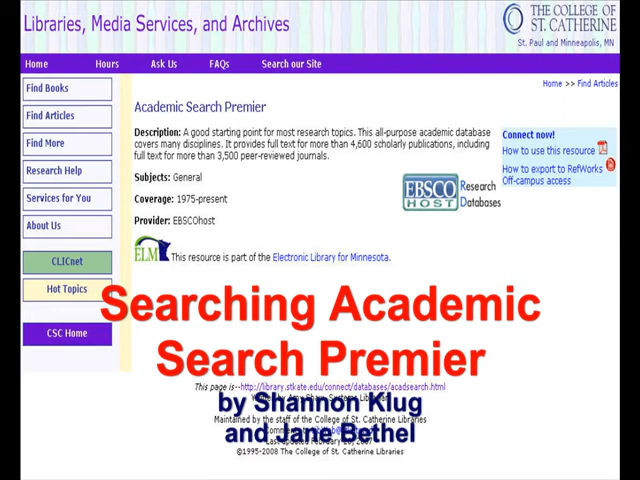 Libraries, Media Services, and Archives
THE COLLEGE OF
ST. CATHERINE
St. Paul and Minneapolis, MN
Home Hours Ask Us FAQs Search our Site
Home >> Find Articles
Find Books
Find Articles
Find More
Research Help
Services for You
About Us
CLICnet
Hot Topics
CSC Home
Academic Search Premier
Description: A good starting point for most research topics. This all-purpose academic database
covers many disciplines. It provides full text for more than 4,600 scholarly publications, including
full text for more than 3,500 peer-reviewed journals.
Subjects: General
Coverage: 1975-present
Provider: EBSCOhost
ELM This resource is part of the Electronic Library for Minnesota.
EBSCO
HOST
Research
Databases
Connect now!
How to use this resource
How to export to RefWorks
Off-campus access
Searching Academic
Search Premier
This page is--http://library.stkate.edu/connect/databases/acadsearch.html
by Shannon Klug
Maintained by the staff of the College of St. Catherine Libraries
and Jane Bethel
©1995-2008 The College of St. Catherine Libraries